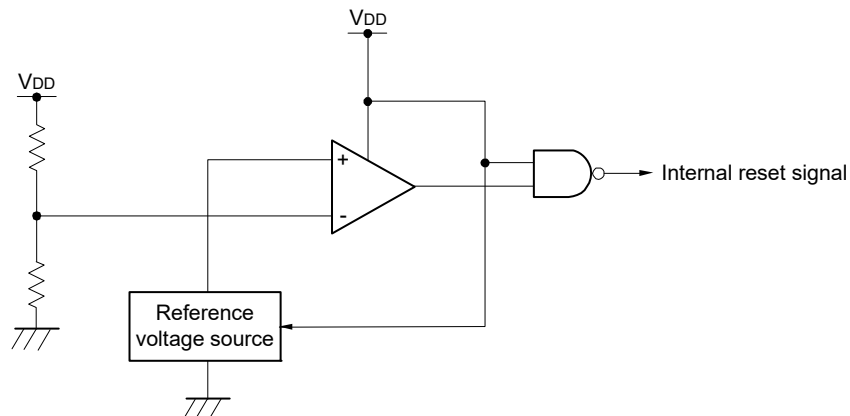 VDD
VDD
+
-
Internal reset signal
Reference
voltage source